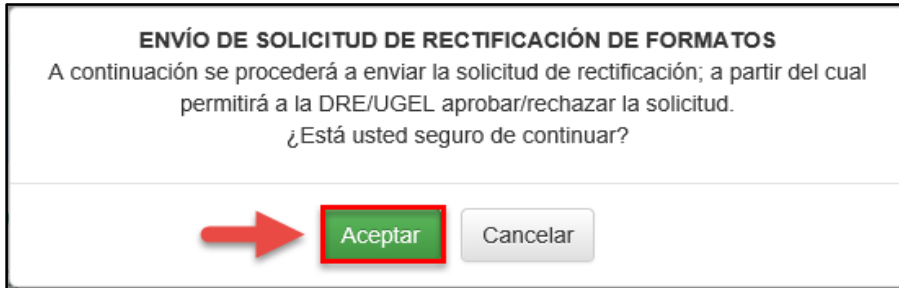 ENVÍO DE SOLICITUD DE RECTIFICACIÓN DE FORMATOS
A continuación se procederá a enviar la solicitud de rectificación; a partir del cual
permitirá a la DRE/UGEL aprobar/rechazar la solicitud.
¿Está usted seguro de continuar?
Aceptar Cancelar